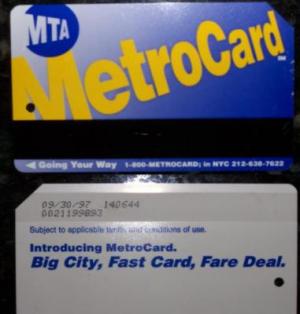 MTA
MetroCard
TM
◄ Going Your Way 1-800-METROCARD; in NYC 212-638-7622
09/30/97 140644
0021199893
Subject to applicable tariffs and conditions of use.
Introducing MetroCard.
Big City, Fast Card, Fare Deal.